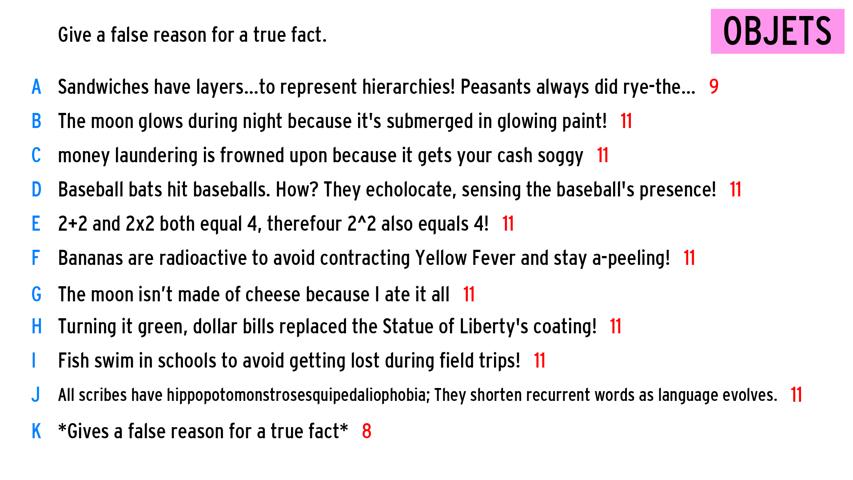 Give a false reason for a true fact.
OBJETS
A Sandwiches have layers...to represent hierarchies! Peasants always did rye-the... 9
B The moon glows during night because it's submerged in glowing paint! 11
C money laundering is frowned upon because it gets your cash soggy 11
D Baseball bats hit baseballs. How? They echolocate, sensing the baseball's presence! 11
E 2+2 and 2x2 both equal 4, therefour 2^2 also equals 4! 11
F Bananas are radioactive to avoid contracting Yellow Fever and stay a-peeling! 11
G The moon isn’t made of cheese because I ate it all 11
H Turning it green, dollar bills replaced the Statue of Liberty's coating! 11
I Fish swim in schools to avoid getting lost during field trips! 11
J All scribes have hippopotomonstrosesquipedaliophobia; They shorten recurrent words as language evolves. 11
K *Gives a false reason for a true fact* 8